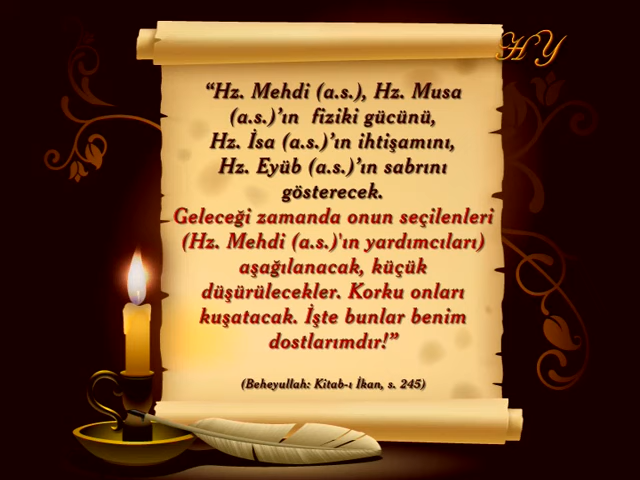 HY
“Hz. Mehdi (a.s.), Hz. Musa
(a.s.)’ın fiziki gücünü,
Hz. İsa (a.s.)’ın ihtişamını,
Hz. Eyüb (a.s.)’ın sabrını
gösterecek.
Geleceği zamanda onun seçilenleri
(Hz. Mehdi (a.s.)'ın yardımcıları)
aşağılanacak, küçük
düşürülecekler. Korku onları
kuşatacak. İşte bunlar benim
dostlarımdır!”
(Beheyullah: Kitab-ı İkan, s. 245)